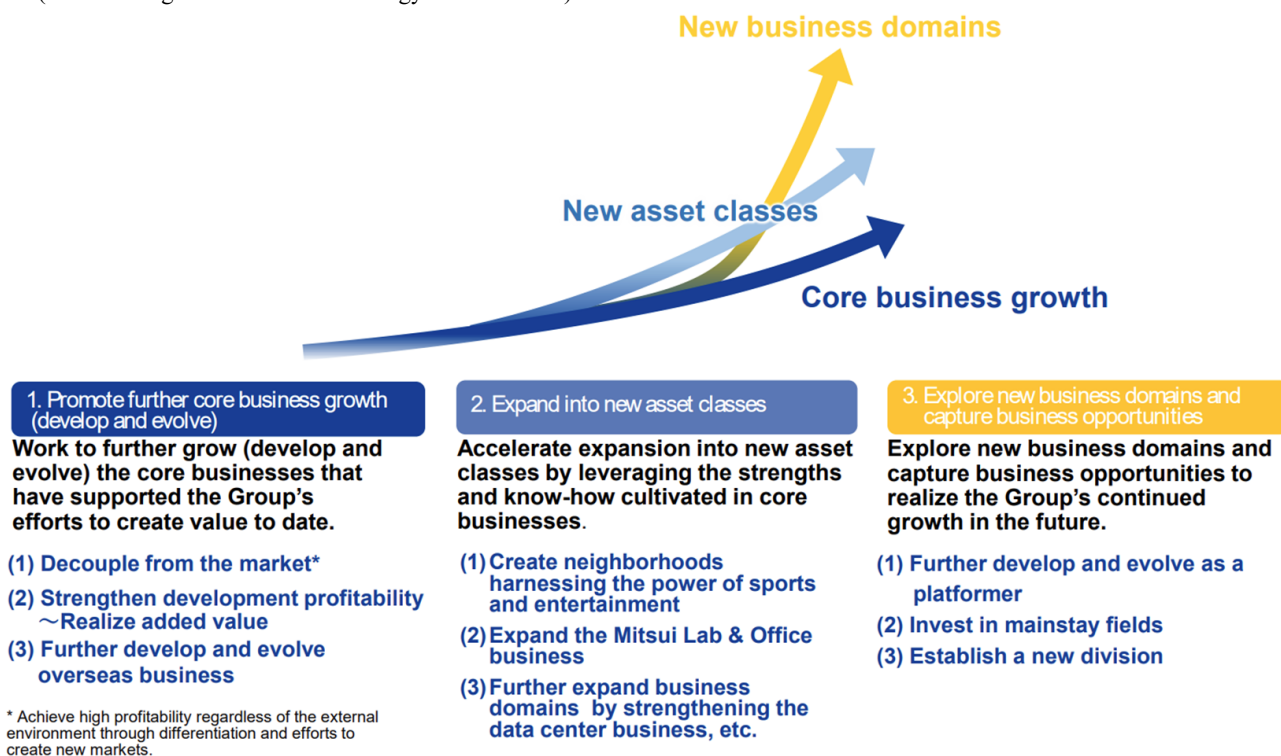 New business domains
New asset classes
Core business growth
1. Promote further core business growth
(develop and evolve)
Work to further grow (develop and
evolve) the core businesses that
have supported the Group's
efforts to create value to date.
(1) Decouple from the market*
(2) Strengthen development profitability
～Realize added value
(3) Further develop and evolve
overseas business
* Achieve high profitability regardless of the external
environment through differentiation and efforts to
create new markets.
2. Expand into new asset classes
Accelerate expansion into new asset
classes by leveraging the strengths
and know-how cultivated in core
businesses.
(1) Create neighborhoods
harnessing the power of sports
and entertainment
(2) Expand the Mitsui Lab & Office
business
(3) Further expand business
domains by strengthening the
data center business, etc.
3. Explore new business domains and
capture business opportunities
Explore new business domains and
capture business opportunities to
realize the Group's continued
growth in the future.
(1) Further develop and evolve as a
platformer
(2) Invest in mainstay fields
(3) Establish a new division